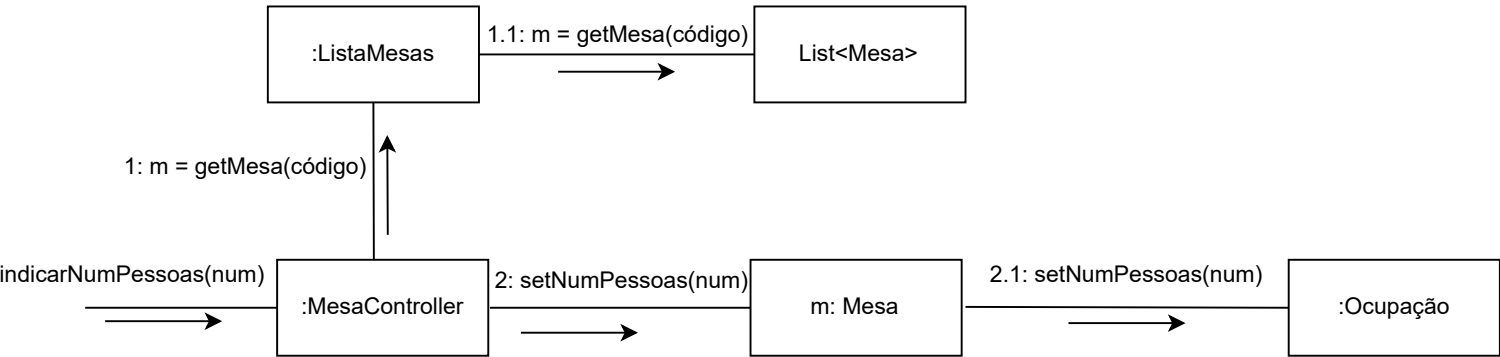 :ListaMesas
1.1: m = getMesa(código)
List<Mesa>
1: m = getMesa(código)
indicarNumPessoas(num)
:MesaController
2: setNumPessoas(num)
m: Mesa
2.1: setNumPessoas(num)
:Ocupação